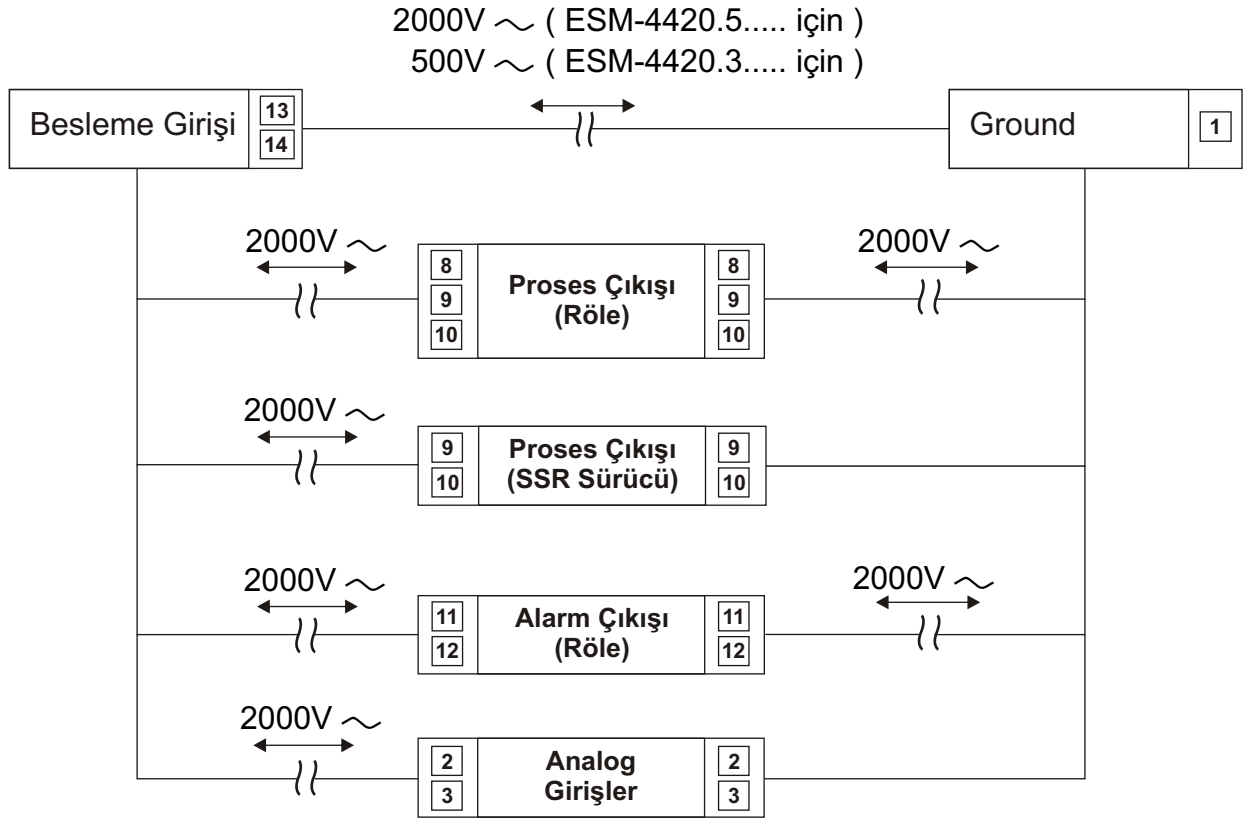 2000V ~ ( ESM-4420.5..... için )
500V ~ ( ESM-4420.3..... için )
Besleme Girişi 13 14
Ground 1
2000V ~
2000V ~
8 9 10
Proses Çıkışı
(Röle)
8 9 10
2000V ~
9 10
Proses Çıkışı
(SSR Sürücü)
9 10
2000V ~
2000V ~
11 12
Alarm Çıkışı
(Röle)
11 12
2000V ~
2 3
Analog
Girişler
2 3